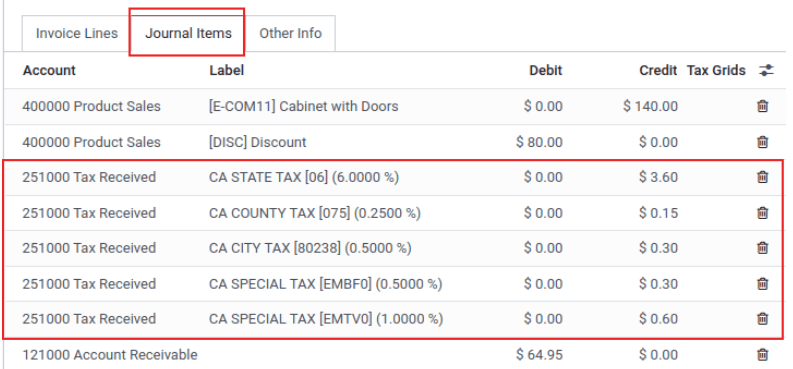 Invoice Lines Journal Items Other Info
Account Label Debit Credit Tax Grids
400000 Product Sales [E-COM11] Cabinet with Doors $ 0.00 $ 140.00
400000 Product Sales [DISC] Discount $ 80.00 $ 0.00
251000 Tax Received CA STATE TAX [06] (6.0000 %) $ 0.00 $ 3.60
251000 Tax Received CA COUNTY TAX [075] (0.2500 %) $ 0.00 $ 0.15
251000 Tax Received CA CITY TAX [80238] (0.5000 %) $ 0.00 $ 0.30
251000 Tax Received CA SPECIAL TAX [EMBF0] (0.5000 %) $ 0.00 $ 0.30
251000 Tax Received CA SPECIAL TAX [EMTV0] (1.0000 %) $ 0.00 $ 0.60
121000 Account Receivable $ 64.95 $ 0.00